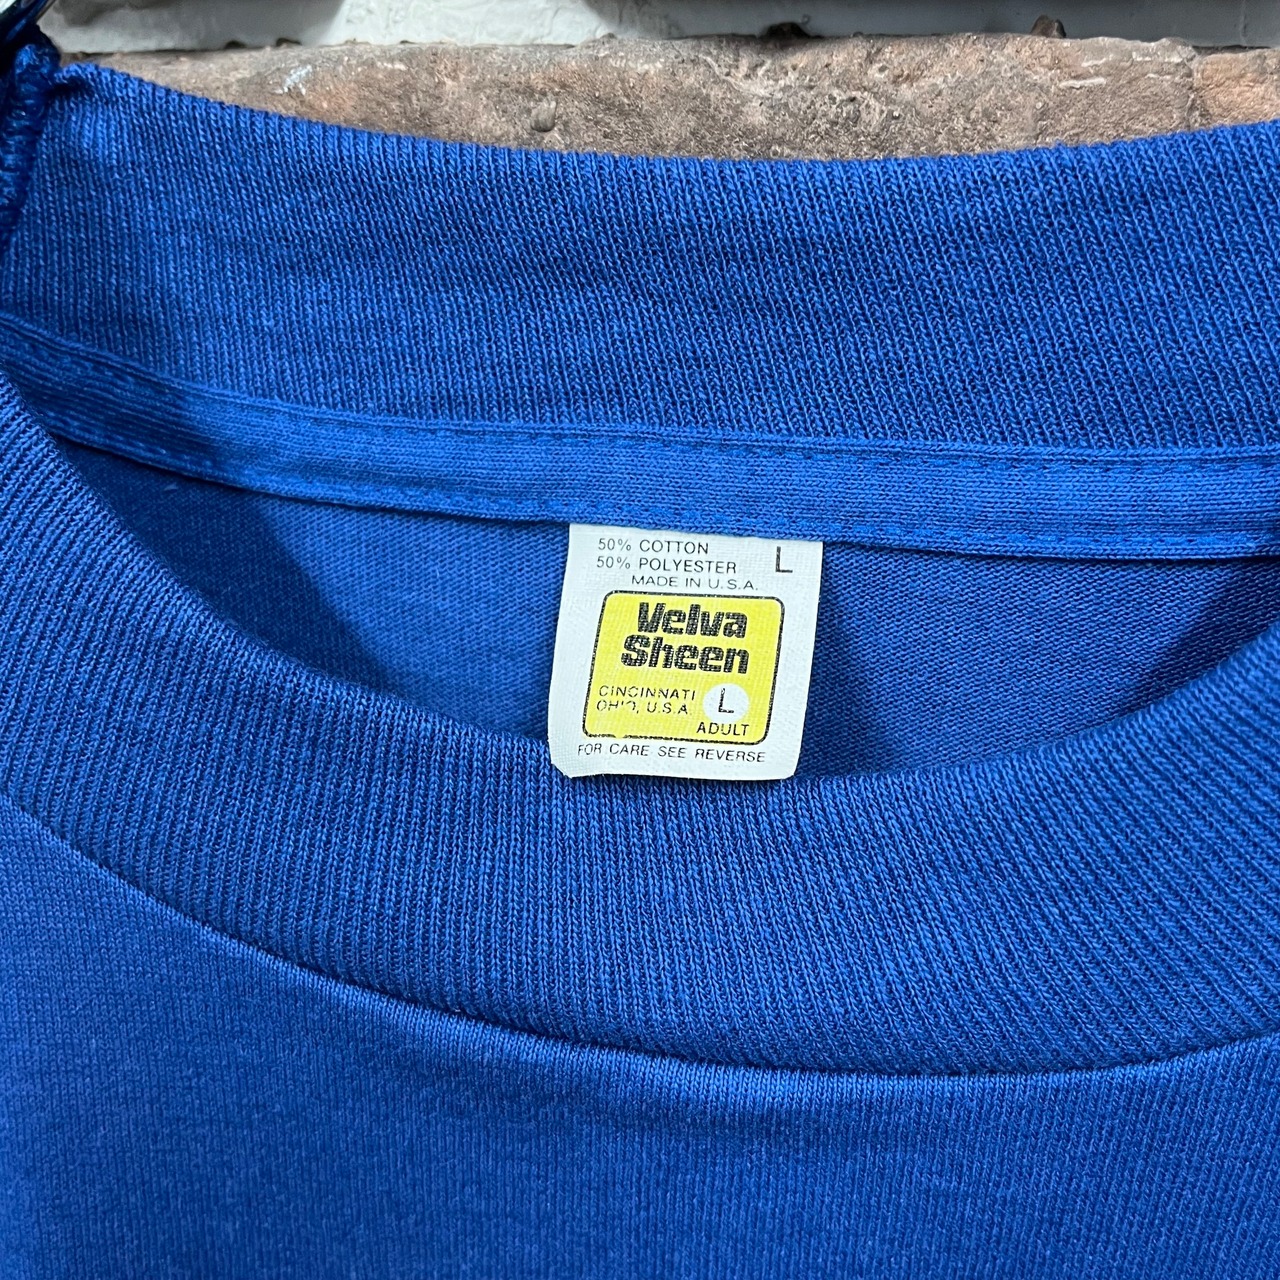 50% COTTON L
50% POLYESTER
MADE IN U.S.A.
Velva
Sheen
CINCINNATI
OHIO, U.S.A. L
ADULT
FOR CARE SEE REVERSE